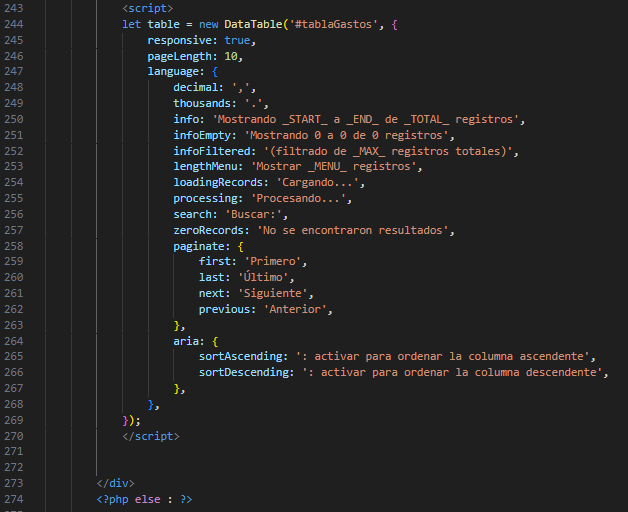 243 <script>
244 let table = new DataTable('#tablaGastos', {
245 responsive: true,
246 pageLength: 10,
247 language: {
248 decimal: ',',
249 thousands: '.',
250 info: 'Mostrando _START_ a _END_ de _TOTAL_ registros',
251 infoEmpty: 'Mostrando 0 a 0 de 0 registros',
252 infoFiltered: '(filtrado de _MAX_ registros totales)',
253 lengthMenu: 'Mostrar _MENU_ registros',
254 loadingRecords: 'Cargando...',
255 processing: 'Procesando...',
256 search: 'Buscar:',
257 zeroRecords: 'No se encontraron resultados',
258 paginate: {
259 first: 'Primero',
260 last: 'Último',
261 next: 'Siguiente',
262 previous: 'Anterior',
263 },
264 aria: {
265 sortAscending: ': activar para ordenar la columna ascendente',
266 sortDescending: ': activar para ordenar la columna descendente',
267 },
268 },
269 });
270 </script>
271
272
273 </div>
274 <?php else : ?>